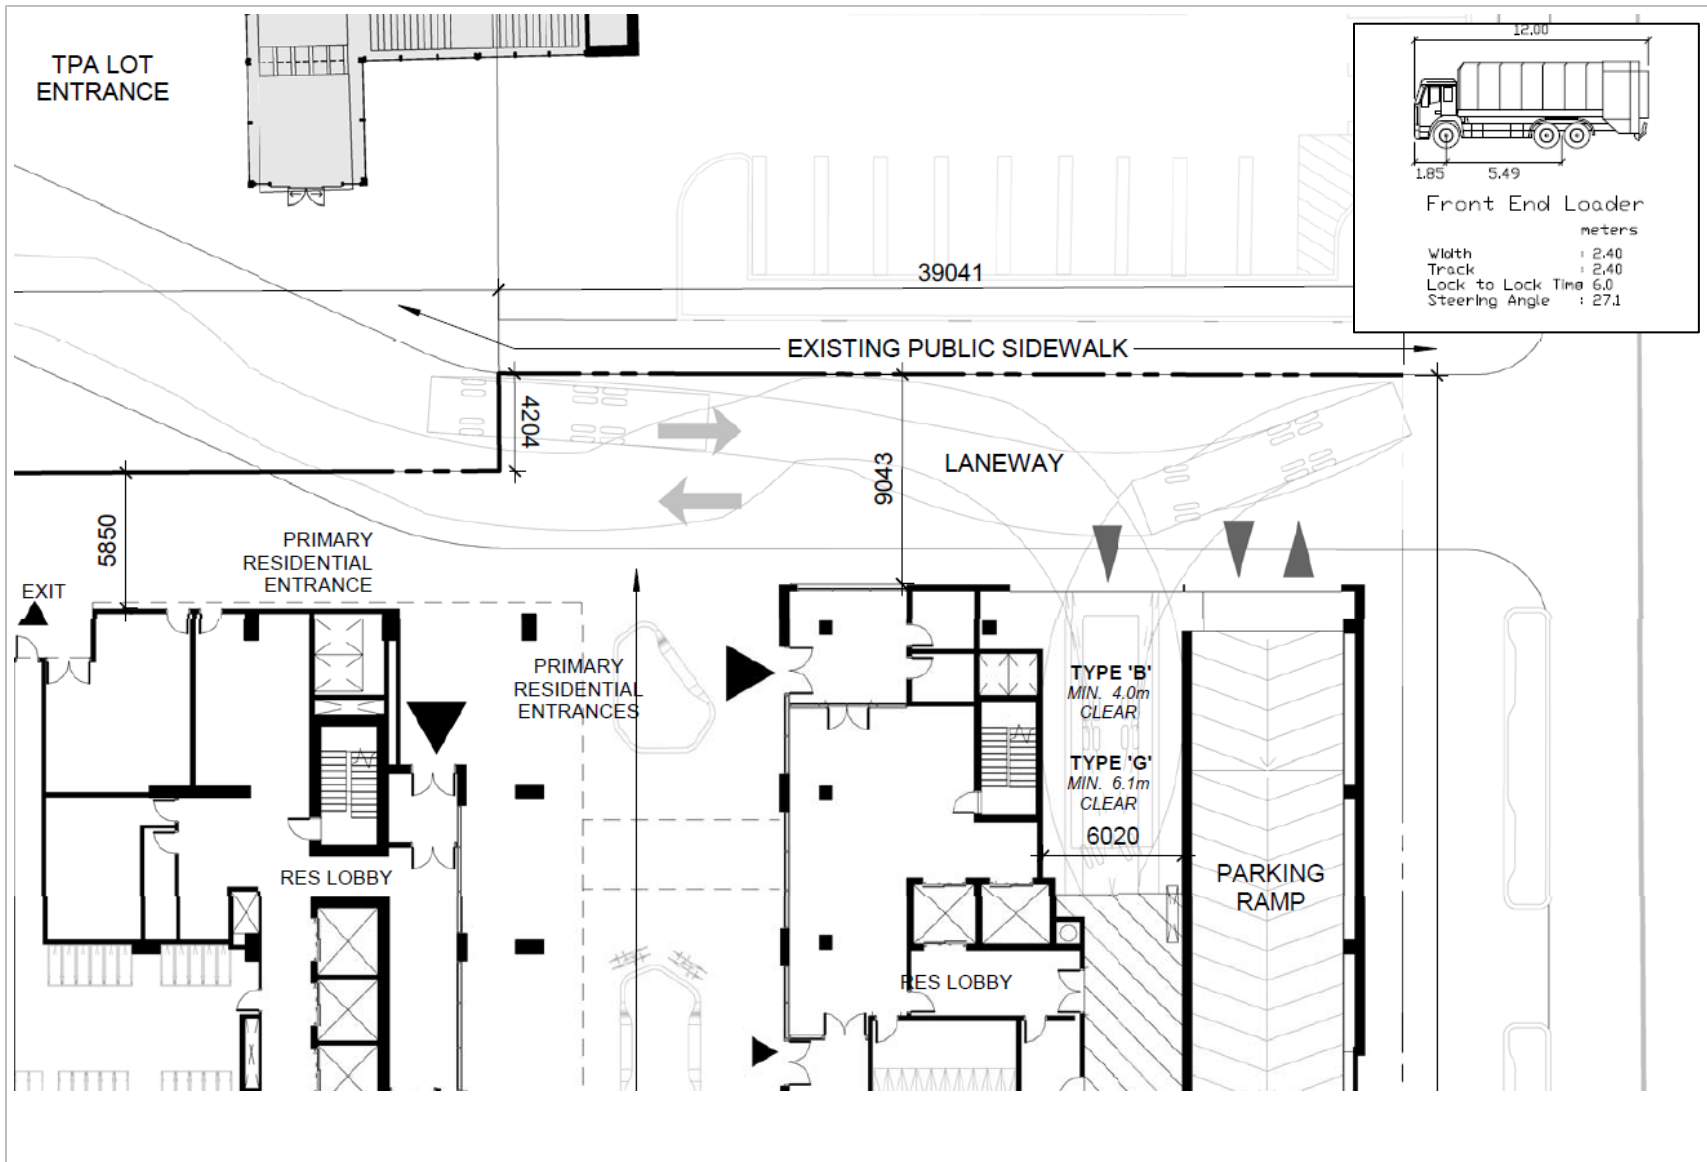 TPA LOT
ENTRANCE
12.00
1.85
5.49
Front End Loader
meters
Width : 2.40
Track : 2.40
Lock to Lock Time 6.0
Steering Angle : 27.1
39041
EXISTING PUBLIC SIDEWALK
4204
9043
LANEWAY
5850
PRIMARY
RESIDENTIAL
ENTRANCE
EXIT
PRIMARY
RESIDENTIAL
ENTRANCES
TYPE 'B'
MIN. 4.0m
CLEAR
TYPE 'G'
MIN. 6.1m
CLEAR
6020
RES LOBBY
PARKING
RAMP
RES LOBBY